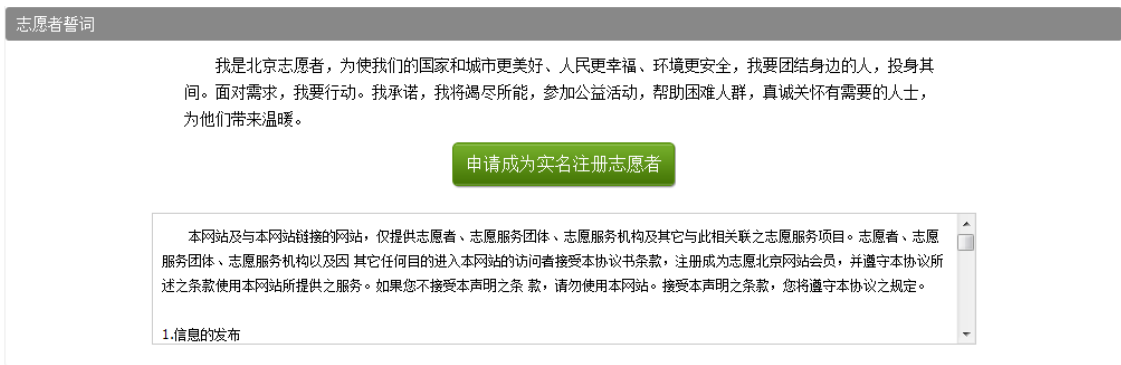 志愿者誓词
我是北京志愿者，为使我们的国家和城市更美好、人民更幸福、环境更安全，我要团结身边的人，投身其
间。面对需求，我要行动。我承诺，我将竭尽所能，参加公益活动，帮助困难人群，真诚关怀有需要的人士，
为他们带来温暖。
申请成为实名注册志愿者
本网站及与本网站链接的网站，仅提供志愿者、志愿服务团体、志愿服务机构及其它与此相关联之志愿服务项目。志愿者、志愿
服务团体、志愿服务机构以及因 其它任何目的进入本网站的访问者接受本协议书条款，注册成为志愿北京网站会员，并遵守本协议所
述之条款使用本网站所提供之服务。如果您不接受本声明之条 款，请勿使用本网站。接受本声明之条款，您将遵守本协议之规定。
1.信息的发布